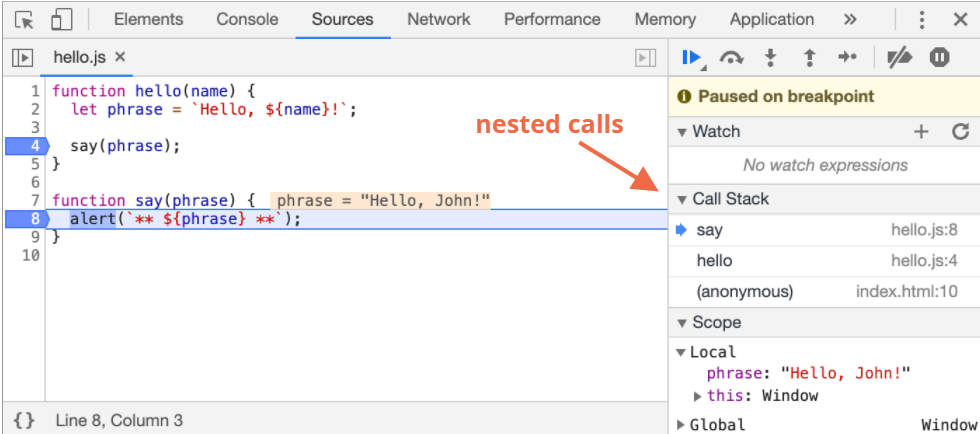 Elements Console Sources Network Performance Memory Application »
hello.js ×
1 function hello(name) {
2 let phrase = `Hello, ${name}!`;
3
4 say(phrase);
5 }
6
7 function say(phrase) { phrase = "Hello, John!"
8 alert(`** ${phrase} **`);
9 }
10
{} Line 8, Column 3
nested calls
Paused on breakpoint
Watch
No watch expressions
Call Stack
say hello.js:8
hello hello.js:4
(anonymous) index.html:10
Scope
Local
phrase: "Hello, John!"
this: Window
Global Window